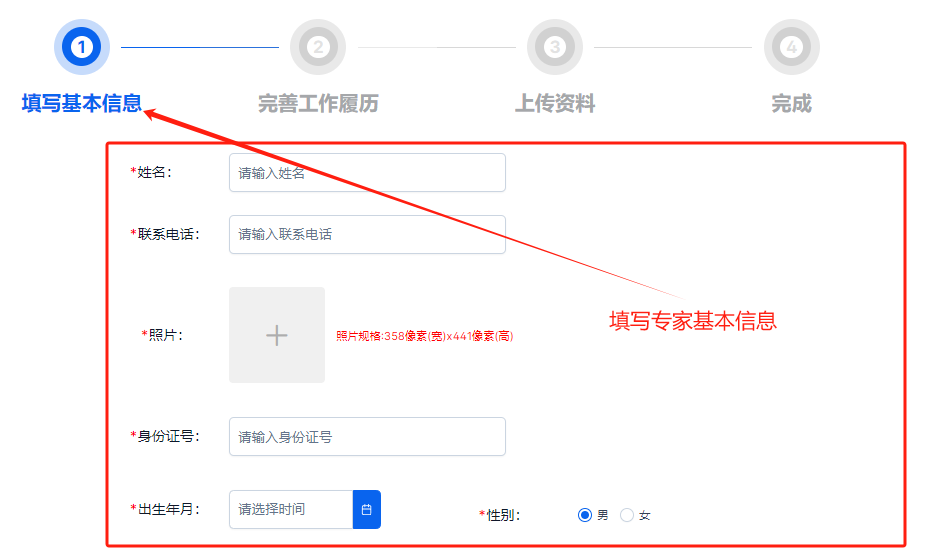 1 2 3 4
填写基本信息 完善工作履历 上传资料 完成
*姓名: 请输入姓名
*联系电话: 请输入联系电话
*照片: 照片规格:358像素(宽)x441像素(高)
填写专家基本信息
*身份证号: 请输入身份证号
*出生年月: 请选择时间 *性别: 男 女